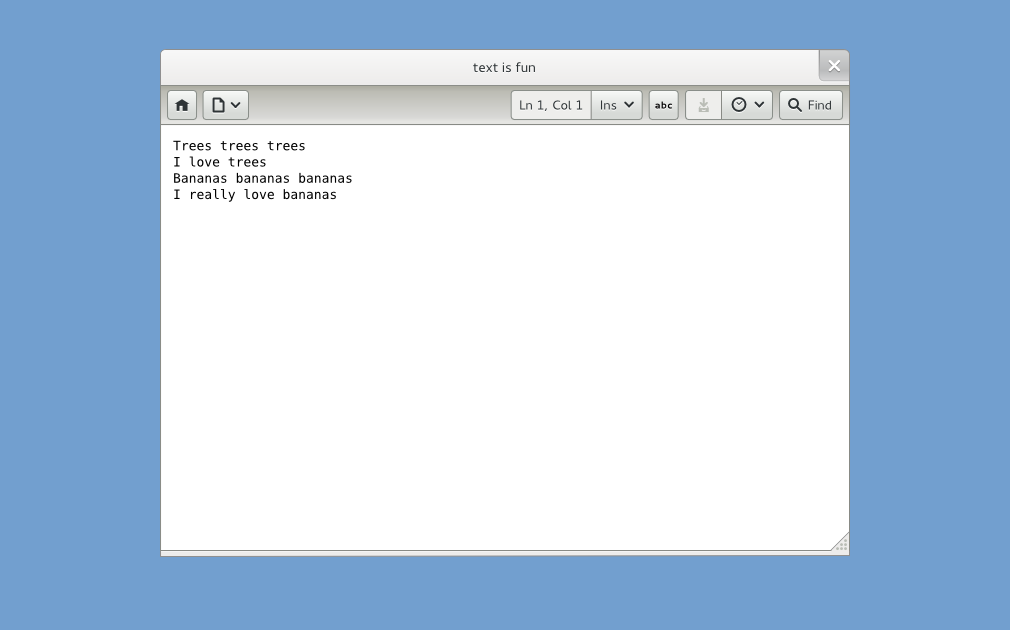 text is fun
Ln 1, Col 1 Ins abc Find
Trees trees trees
I love trees
Bananas bananas bananas
I really love bananas